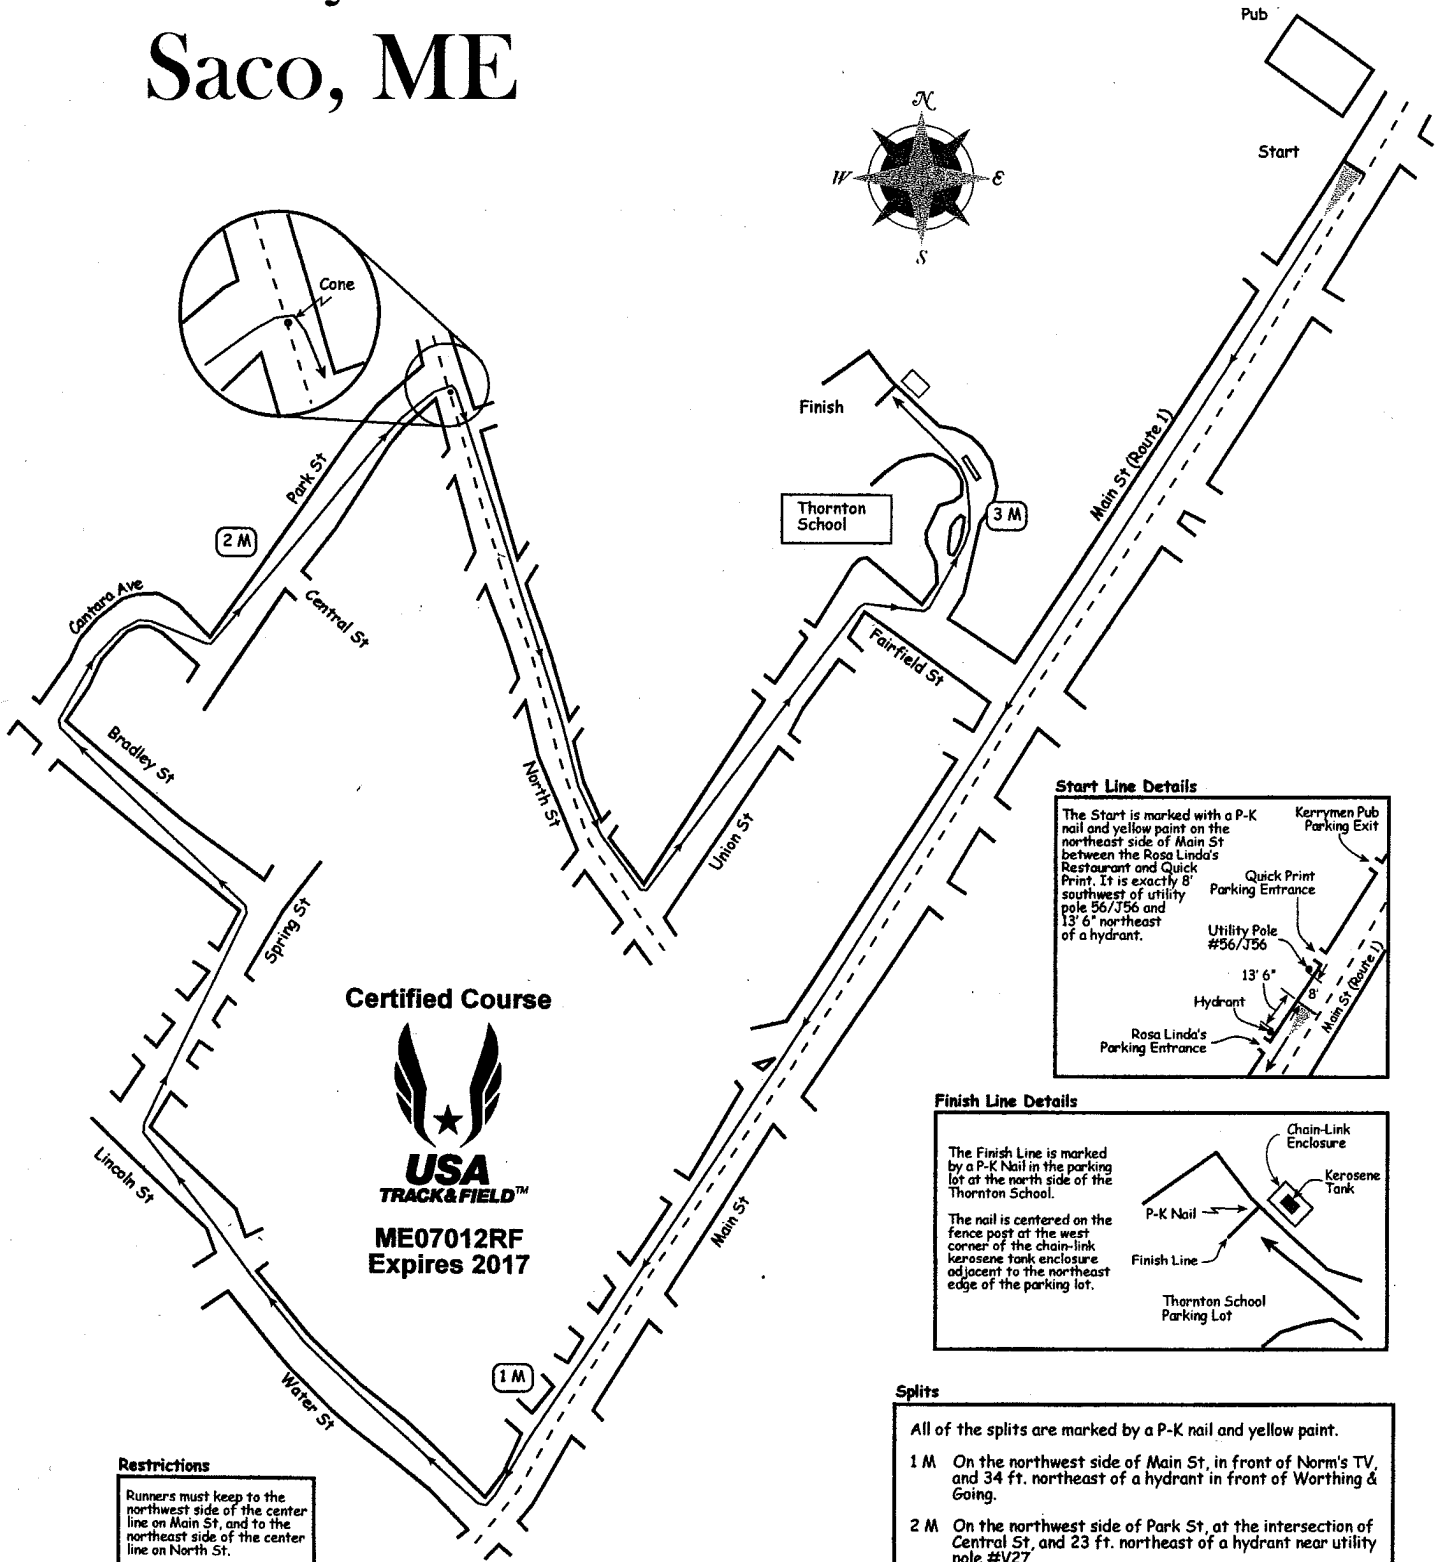 Saco, ME
Pub
Start
N
W
E
S
Cone
Finish
Park St
Main St (Route 1)
Thornton
School
3 M
2 M
Cantara Ave
Central St
Fairfield St
Bradley St
North St
Union St
Spring St
Start Line Details
The Start is marked with a P-K
nail and yellow paint on the
northeast side of Main St
between the Rosa Linda's
Restaurant and Quick
Print. It is exactly 8'
southwest of utility
pole 56/J56 and
13' 6" northeast
of a hydrant.
Kerrymen Pub
Parking Exit
Quick Print
Parking Entrance
Utility Pole
#56/J56
13' 6"
8'
Hydrant
Main St (Route 1)
Rosa Linda's
Parking Entrance
Certified Course
USA
TRACK&FIELD™
ME07012RF
Expires 2017
Lincoln St
Main St
Finish Line Details
The Finish Line is marked
by a P-K Nail in the parking
lot at the north side of the
Thornton School.
The nail is centered on the
fence post at the west
corner of the chain-link
kerosene tank enclosure
adjacent to the northeast
edge of the parking lot.
Chain-Link
Enclosure
Kerosene
Tank
P-K Nail
Finish Line
Thornton School
Parking Lot
1 M
Water St
Splits
All of the splits are marked by a P-K nail and yellow paint.
1 M On the northwest side of Main St, in front of Norm's TV,
and 34 ft. northeast of a hydrant in front of Worthing &
Going.
2 M On the northwest side of Park St, at the intersection of
Central St, and 23 ft. northeast of a hydrant near utility
pole #V27
Restrictions
Runners must keep to the
northwest side of the center
line on Main St, and to the
northeast side of the center
line on North St.